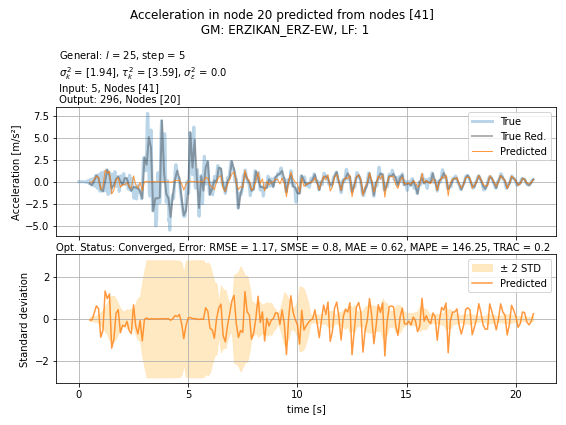 Acceleration in node 20 predicted from nodes [41]
GM: ERZIKAN_ERZ-EW, LF: 1
General: l = 25, step = 5
σ²ₖ = [1.94], τ²ₖ = [3.59], σ²ε = 0.0
Input: 5, Nodes [41]
Output: 296, Nodes [20]
Acceleration [m/s²]
7.5
5.0
2.5
0.0
−2.5
−5.0
True
True Red.
Predicted
Opt. Status: Converged, Error: RMSE = 1.17, SMSE = 0.8, MAE = 0.62, MAPE = 146.25, TRAC = 0.2
Standard deviation
2
0
−2
± 2 STD
Predicted
0
5
10
15
20
time [s]